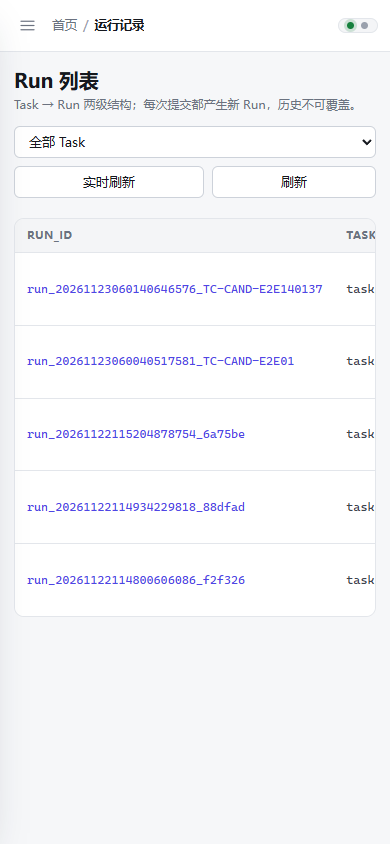 首页 / 运行记录
Run 列表
Task → Run 两级结构；每次提交都产生新 Run，历史不可覆盖。
全部 Task
实时刷新 刷新
RUN_ID TASK
run_20261123060140646576_TC-CAND-E2E140137 task
run_20261123060040517581_TC-CAND-E2E01 task
run_20261122115204878754_6a75be task
run_20261122114934229818_88dfad task
run_20261122114800606086_f2f326 task